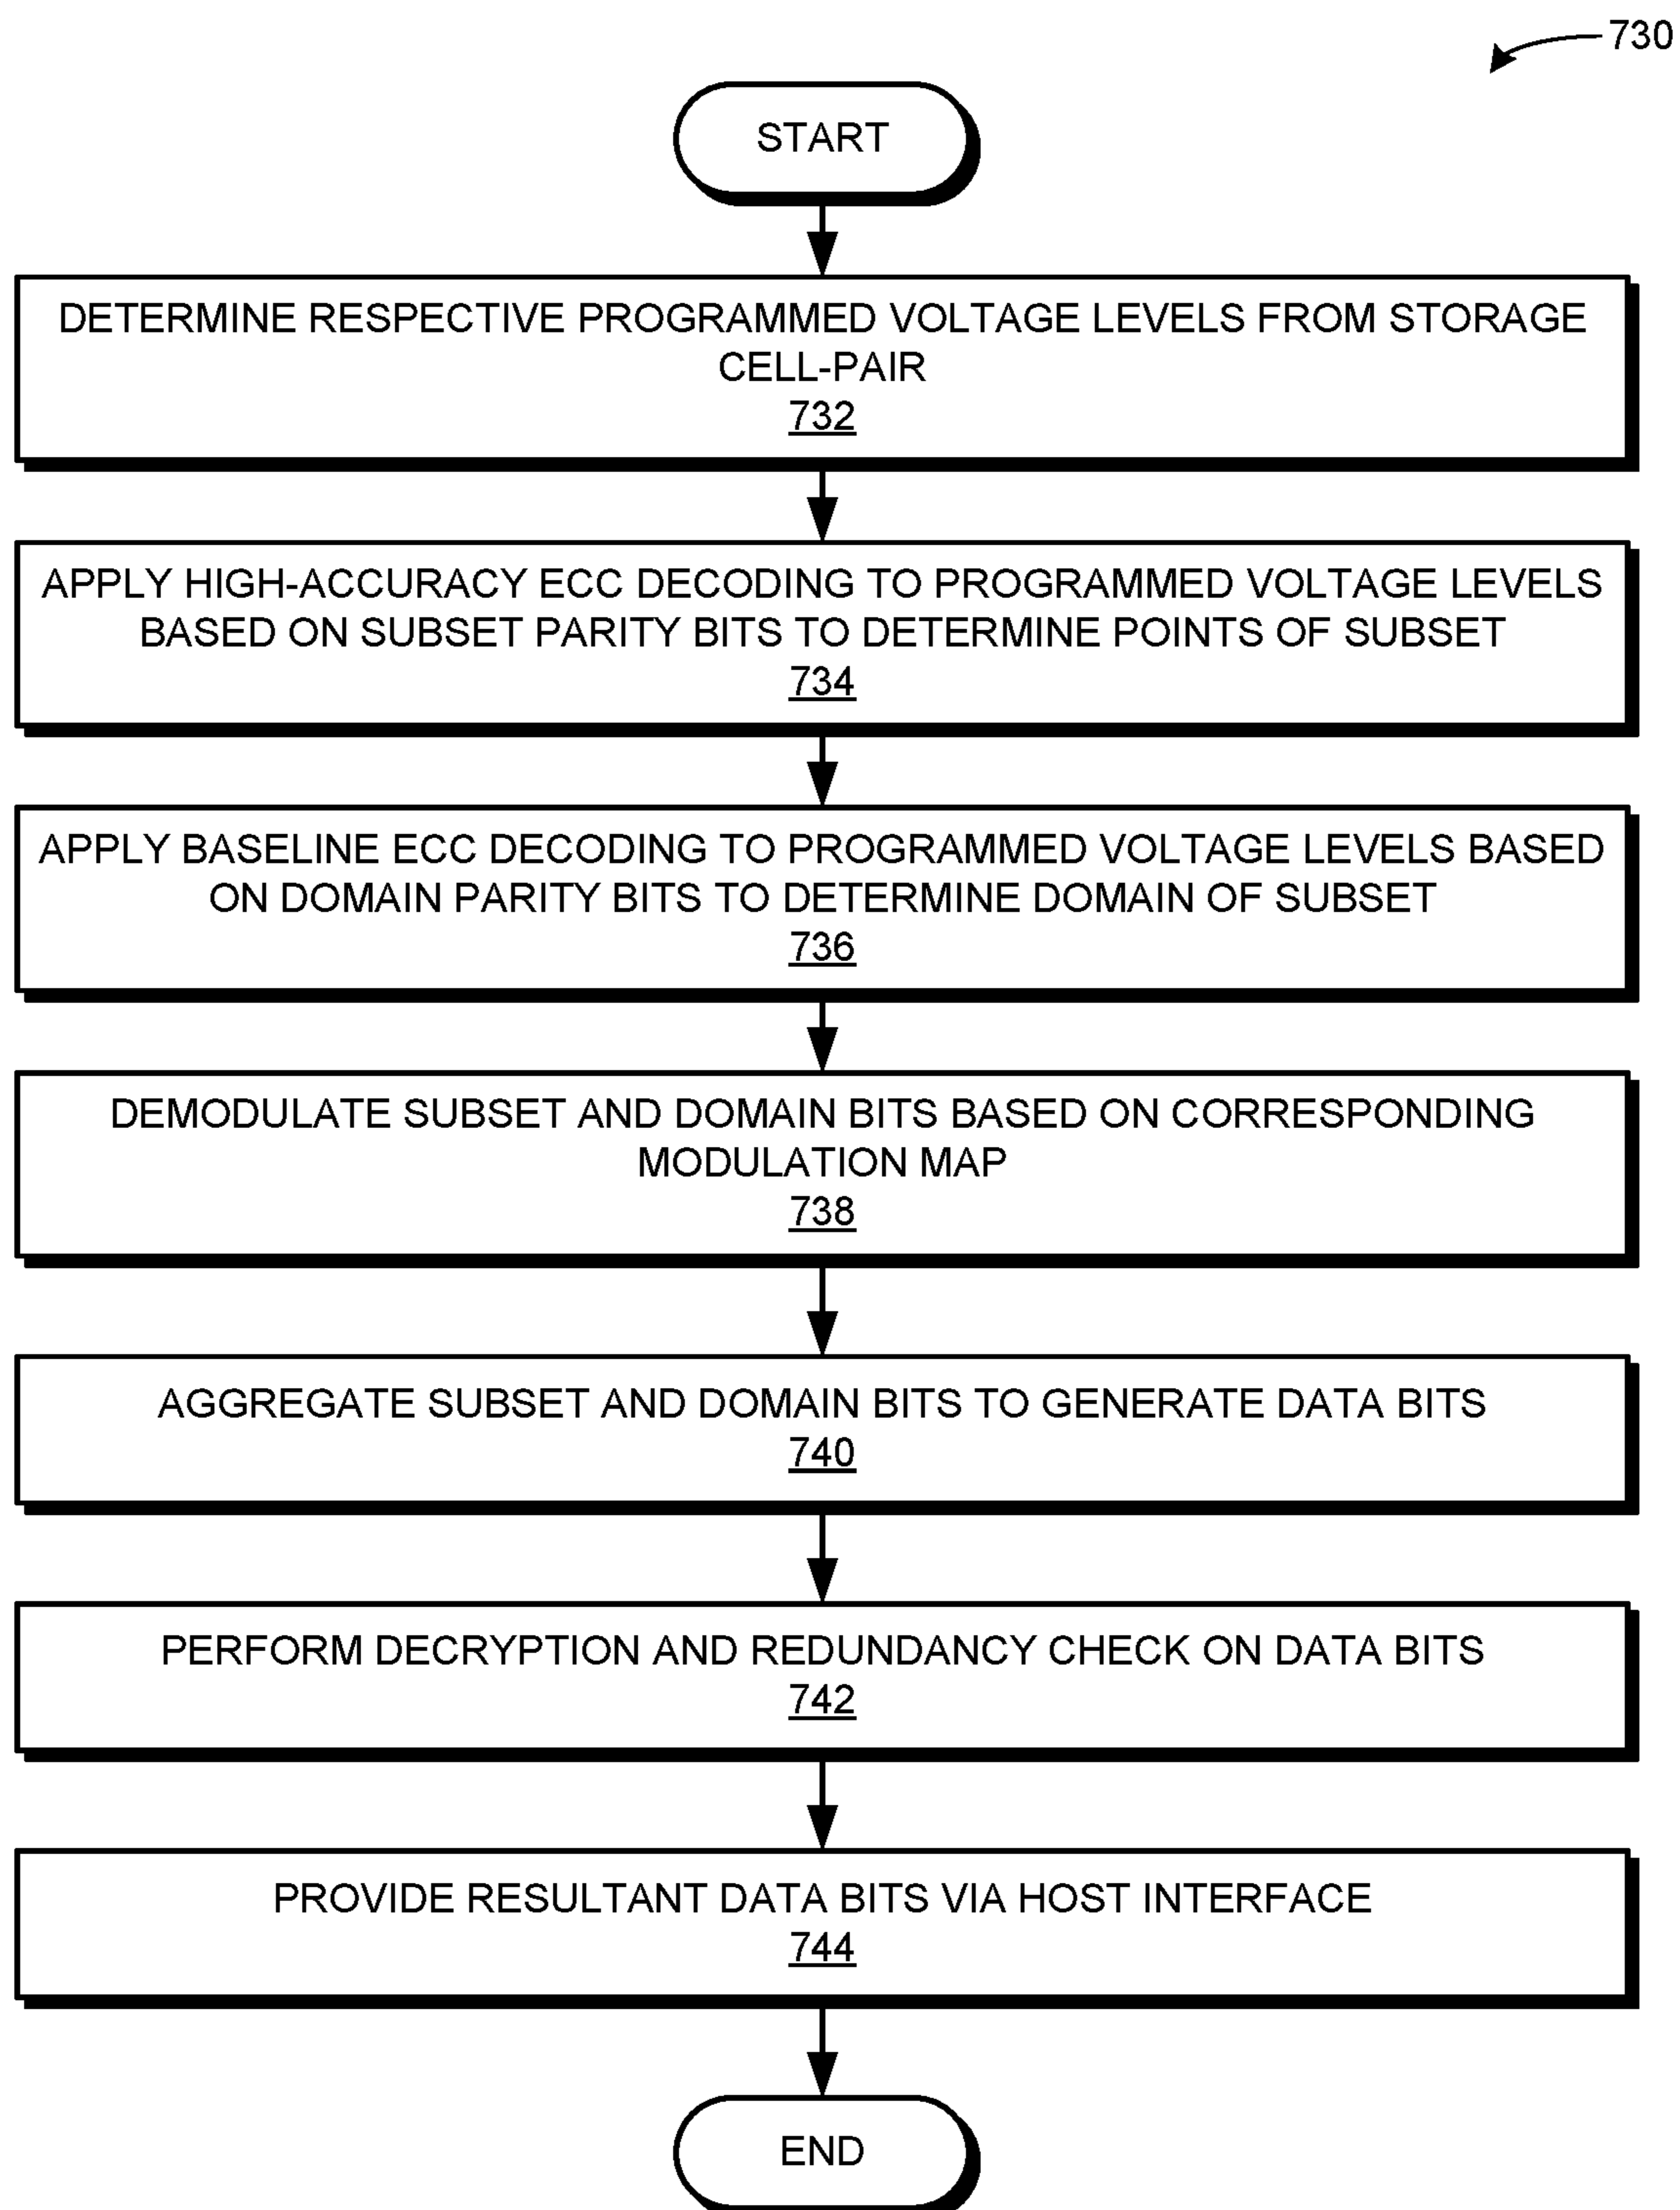 730
START
DETERMINE RESPECTIVE PROGRAMMED VOLTAGE LEVELS FROM STORAGE
CELL-PAIR
732
APPLY HIGH-ACCURACY ECC DECODING TO PROGRAMMED VOLTAGE LEVELS
BASED ON SUBSET PARITY BITS TO DETERMINE POINTS OF SUBSET
734
APPLY BASELINE ECC DECODING TO PROGRAMMED VOLTAGE LEVELS BASED
ON DOMAIN PARITY BITS TO DETERMINE DOMAIN OF SUBSET
736
DEMODULATE SUBSET AND DOMAIN BITS BASED ON CORRESPONDING
MODULATION MAP
738
AGGREGATE SUBSET AND DOMAIN BITS TO GENERATE DATA BITS
740
PERFORM DECRYPTION AND REDUNDANCY CHECK ON DATA BITS
742
PROVIDE RESULTANT DATA BITS VIA HOST INTERFACE
744
END